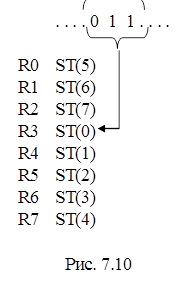 ....0 1 1....
R0 ST(5)
R1 ST(6)
R2 ST(7)
R3 ST(0)
R4 ST(1)
R5 ST(2)
R6 ST(3)
R7 ST(4)
Рис. 7.10